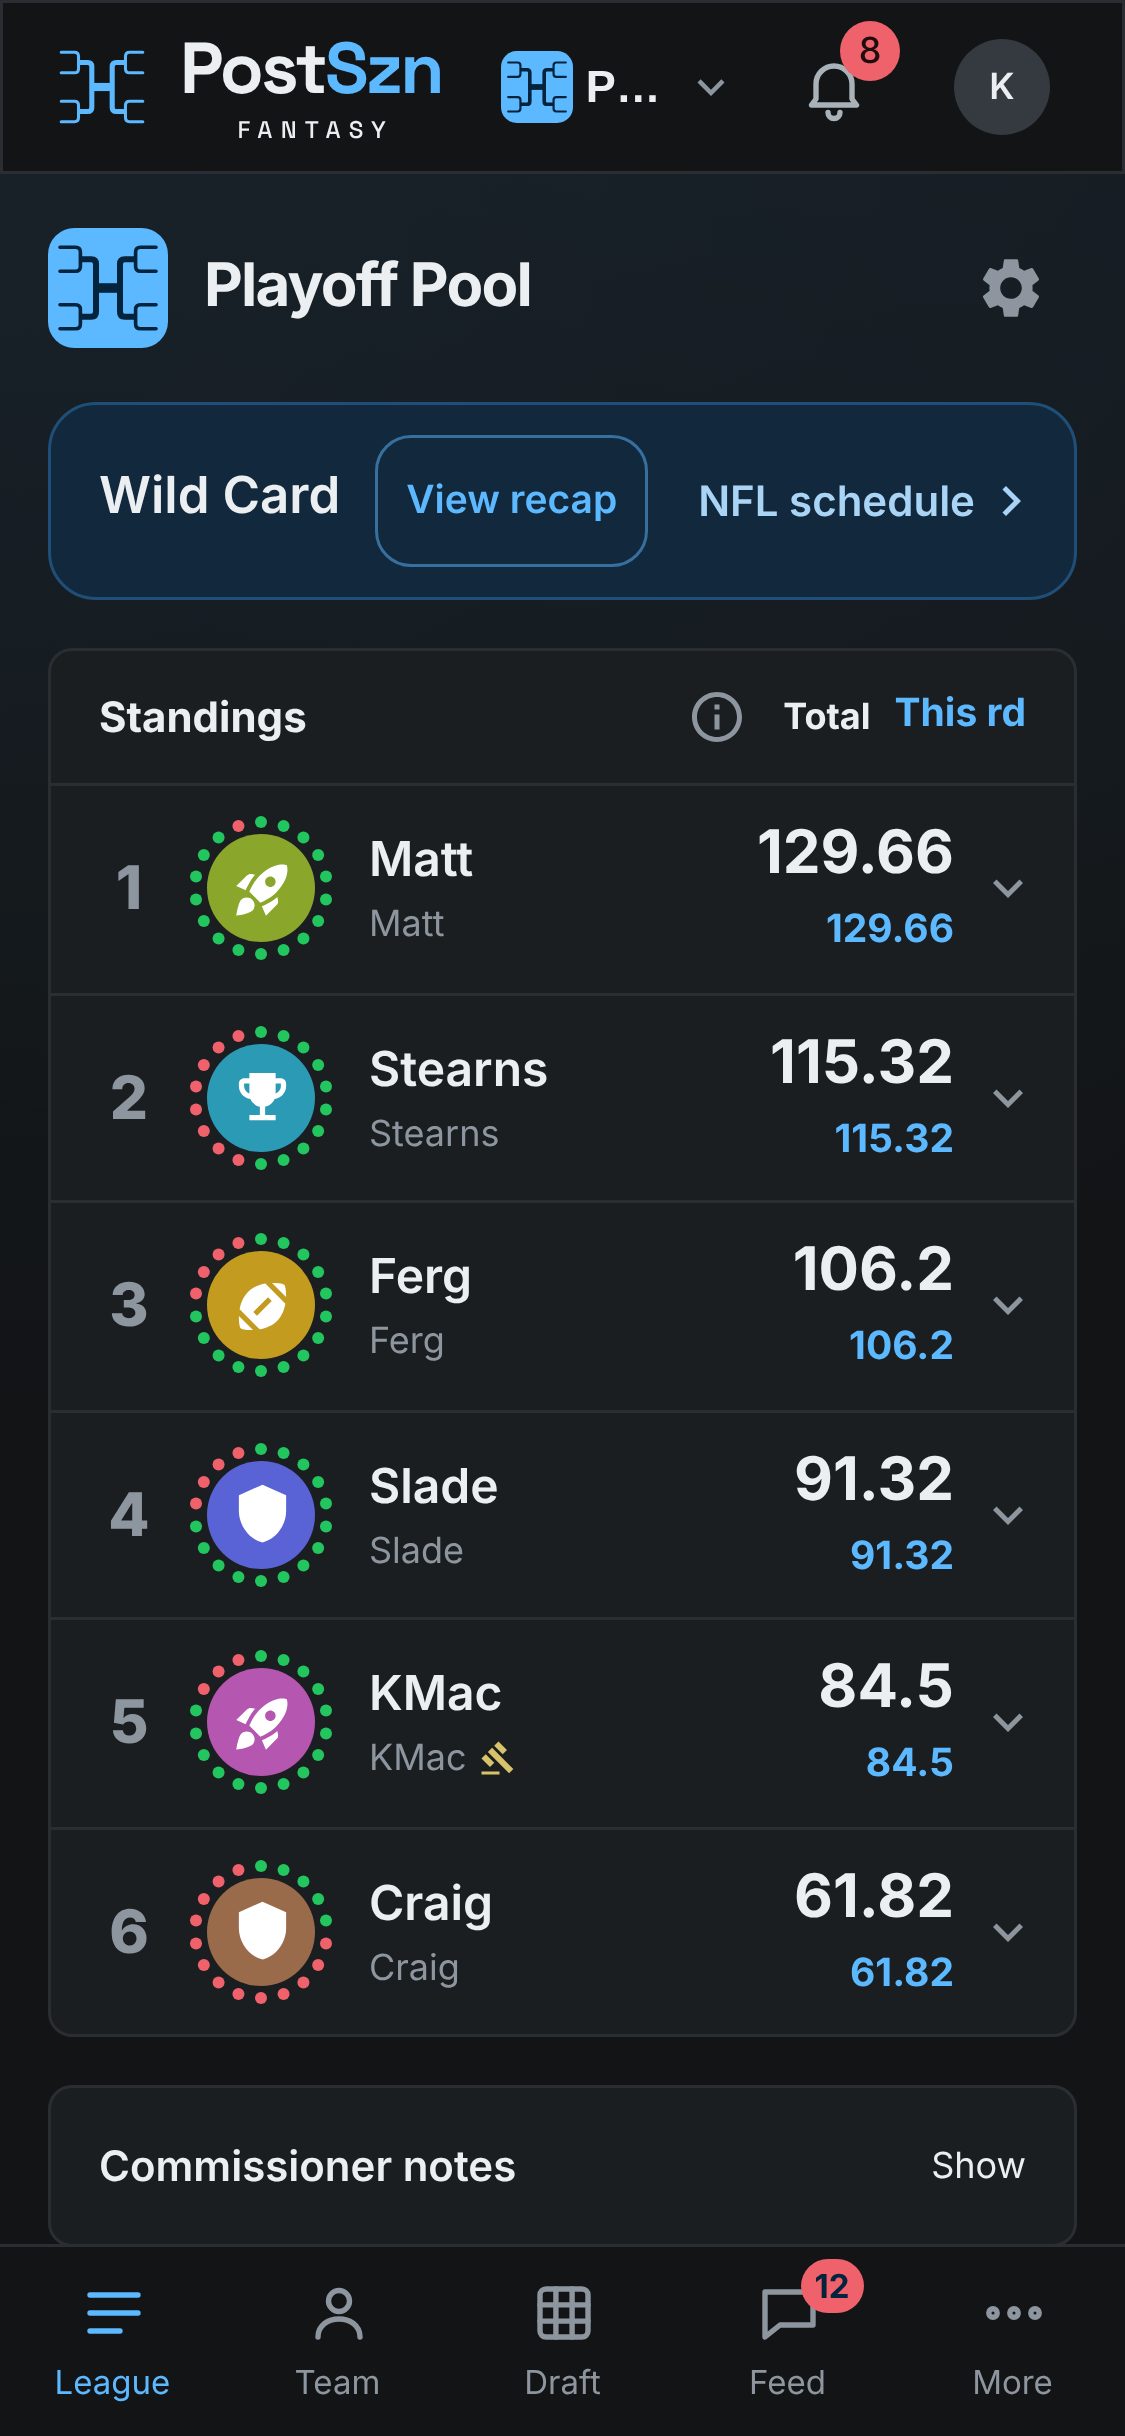 PostSzn
FANTASY
P...
8
K
Playoff Pool
Wild Card
View recap
NFL schedule
Standings
Total
This rd
1
Matt
Matt
129.66
129.66
2
Stearns
Stearns
115.32
115.32
3
Ferg
Ferg
106.2
106.2
4
Slade
Slade
91.32
91.32
5
KMac
KMac
84.5
84.5
6
Craig
Craig
61.82
61.82
Commissioner notes
Show
12
League
Team
Draft
Feed
More